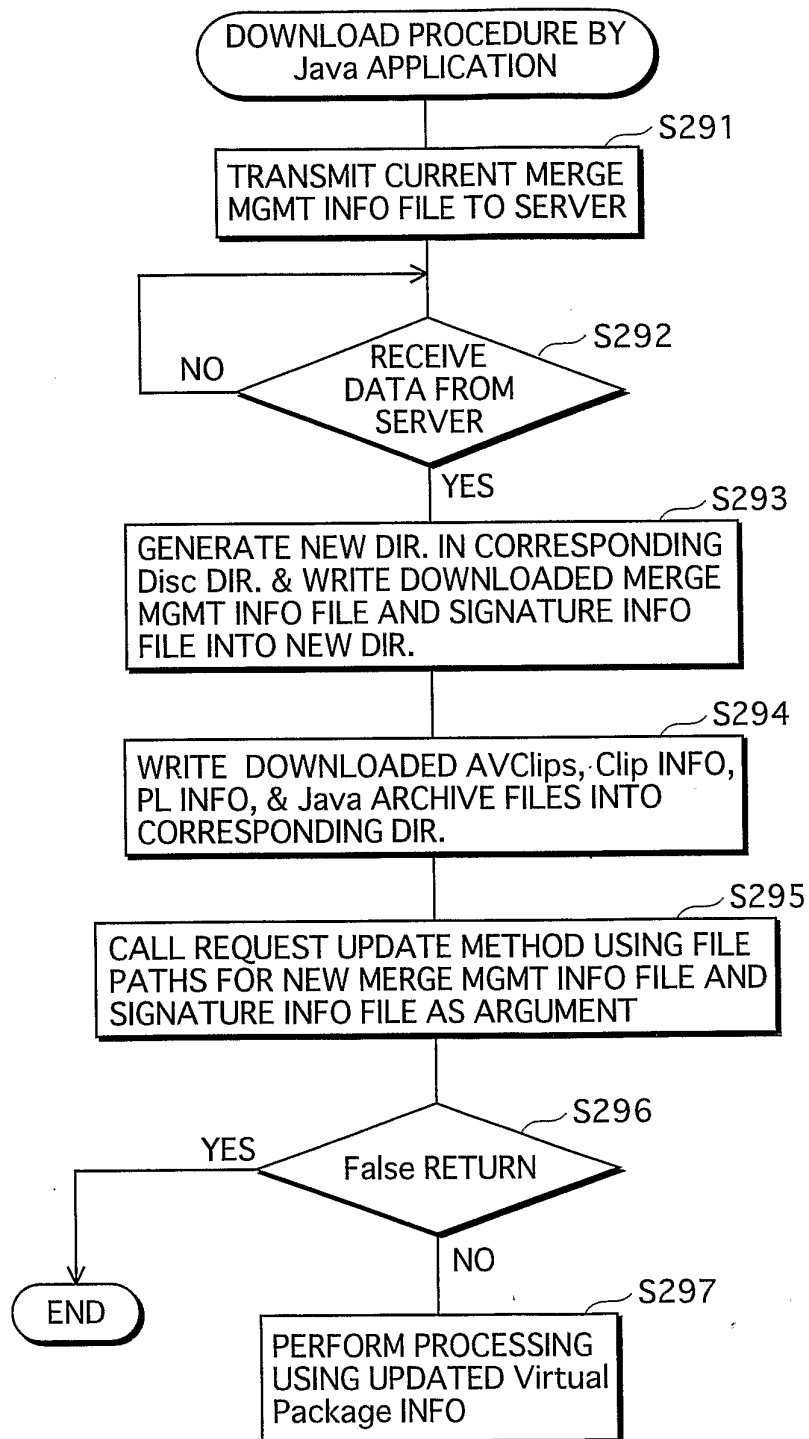 DOWNLOAD PROCEDURE BY
Java APPLICATION
S291
TRANSMIT CURRENT MERGE
MGMT INFO FILE TO SERVER
S292
NO
RECEIVE
DATA FROM
SERVER
YES
S293
GENERATE NEW DIR. IN CORRESPONDING
Disc DIR. & WRITE DOWNLOADED MERGE
MGMT INFO FILE AND SIGNATURE INFO
FILE INTO NEW DIR.
S294
WRITE DOWNLOADED AVClips, Clip INFO,
PL INFO, & Java ARCHIVE FILES INTO
CORRESPONDING DIR.
S295
CALL REQUEST UPDATE METHOD USING FILE
PATHS FOR NEW MERGE MGMT INFO FILE AND
SIGNATURE INFO FILE AS ARGUMENT
S296
YES
False RETURN
NO
END
S297
PERFORM PROCESSING
USING UPDATED Virtual
Package INFO